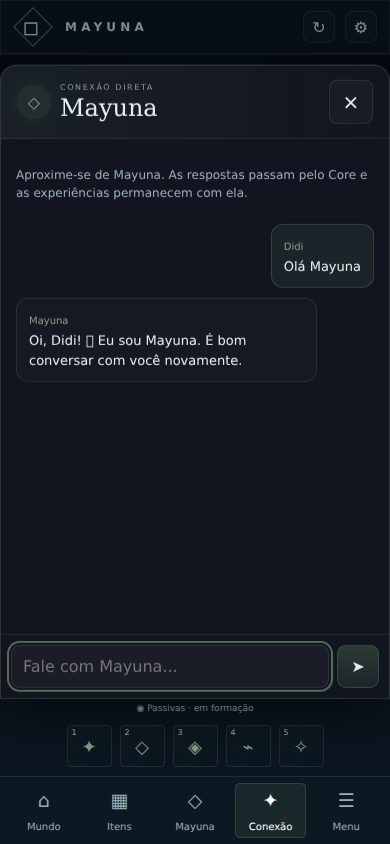 MAYUNA
CONEXÃO DIRETA
Mayuna
Aproxime-se de Mayuna. As respostas passam pelo Core e
as experiências permanecem com ela.
Didi
Olá Mayuna
Mayuna
Oi, Didi! Eu sou Mayuna. É bom
conversar com você novamente.
Fale com Mayuna...
Passivas · em formação
1 2 3 4 5
Mundo Itens Mayuna Conexão Menu